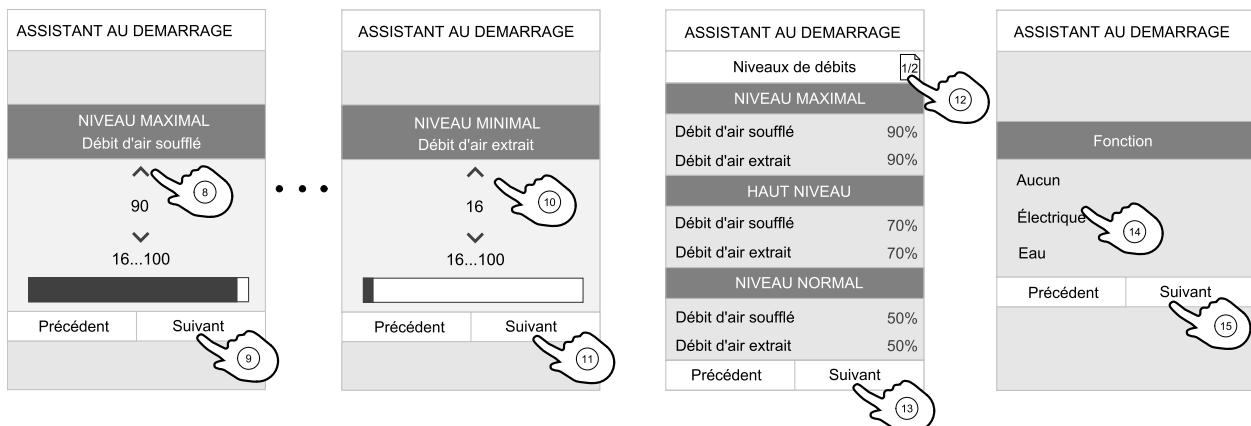 ASSISTANT AU DEMARRAGE
NIVEAU MAXIMAL
Débit d'air soufflé
8
90
16...100
Précédent Suivant
9
ASSISTANT AU DEMARRAGE
NIVEAU MINIMAL
Débit d'air extrait
10
16
16...100
Précédent Suivant
11
ASSISTANT AU DEMARRAGE
Niveaux de débits 1/2
12
NIVEAU MAXIMAL
Débit d'air soufflé 90%
Débit d'air extrait 90%
HAUT NIVEAU
Débit d'air soufflé 70%
Débit d'air extrait 70%
NIVEAU NORMAL
Débit d'air soufflé 50%
Débit d'air extrait 50%
Précédent Suivant
13
ASSISTANT AU DEMARRAGE
Fonction
Aucun
Électrique
14
Eau
Précédent Suivant
15